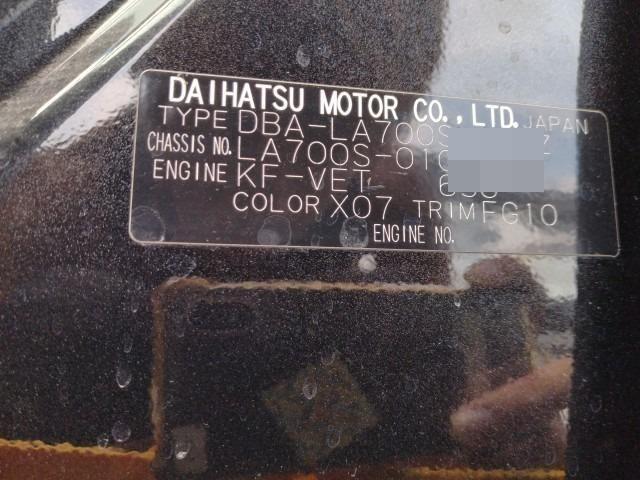 DAIHATSU MOTOR CO., LTD. JAPAN
TYPE DBA-LA700S
CHASSIS NO. LA700S-010
ENGINE KF-VET
COLOR X07 TRIM FG10
ENGINE NO.